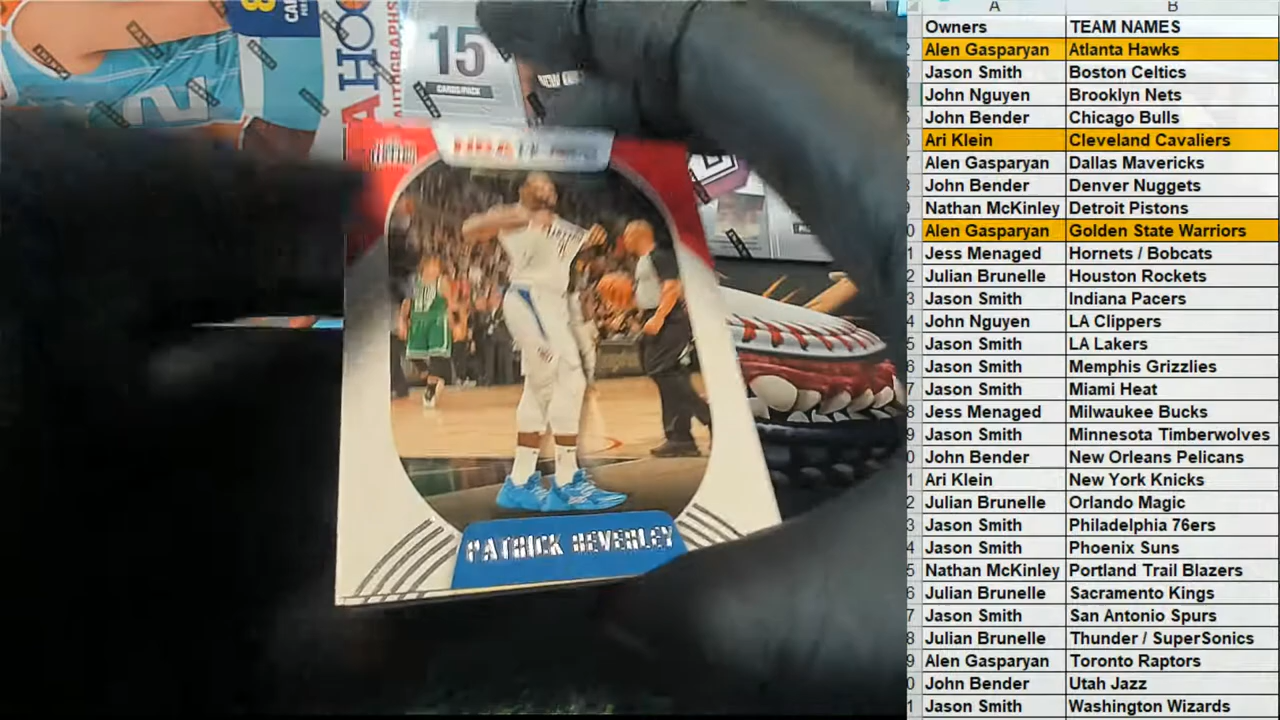 8
HOO
AUTOGRAPHS
15
CARDS/PACK
PATRICK BEVERLEY
A B
Owners TEAM NAMES
Alen Gasparyan Atlanta Hawks
Jason Smith Boston Celtics
John Nguyen Brooklyn Nets
John Bender Chicago Bulls
Ari Klein Cleveland Cavaliers
Alen Gasparyan Dallas Mavericks
John Bender Denver Nuggets
Nathan McKinley Detroit Pistons
Alen Gasparyan Golden State Warriors
Jess Menaged Hornets / Bobcats
Julian Brunelle Houston Rockets
Jason Smith Indiana Pacers
John Nguyen LA Clippers
Jason Smith LA Lakers
Jason Smith Memphis Grizzlies
Jason Smith Miami Heat
Jess Menaged Milwaukee Bucks
Jason Smith Minnesota Timberwolves
John Bender New Orleans Pelicans
Ari Klein New York Knicks
Julian Brunelle Orlando Magic
Jason Smith Philadelphia 76ers
Jason Smith Phoenix Suns
Nathan McKinley Portland Trail Blazers
Julian Brunelle Sacramento Kings
Jason Smith San Antonio Spurs
Julian Brunelle Thunder / SuperSonics
Alen Gasparyan Toronto Raptors
John Bender Utah Jazz
Jason Smith Washington Wizards